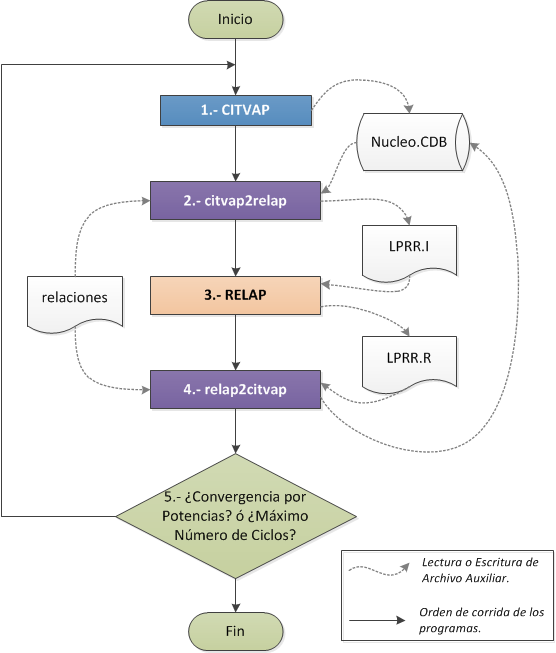 Inicio
1.- CITVAP
Nucleo.CDB
2.- citvap2relap
LPRR.I
relaciones
3.- RELAP
LPRR.R
4.- relap2citvap
5.- ¿Convergencia por
Potencias? ó ¿Máximo
Número de Ciclos?
Lectura o Escritura de
Archivo Auxiliar.
Orden de corrida de los
programas.
Fin